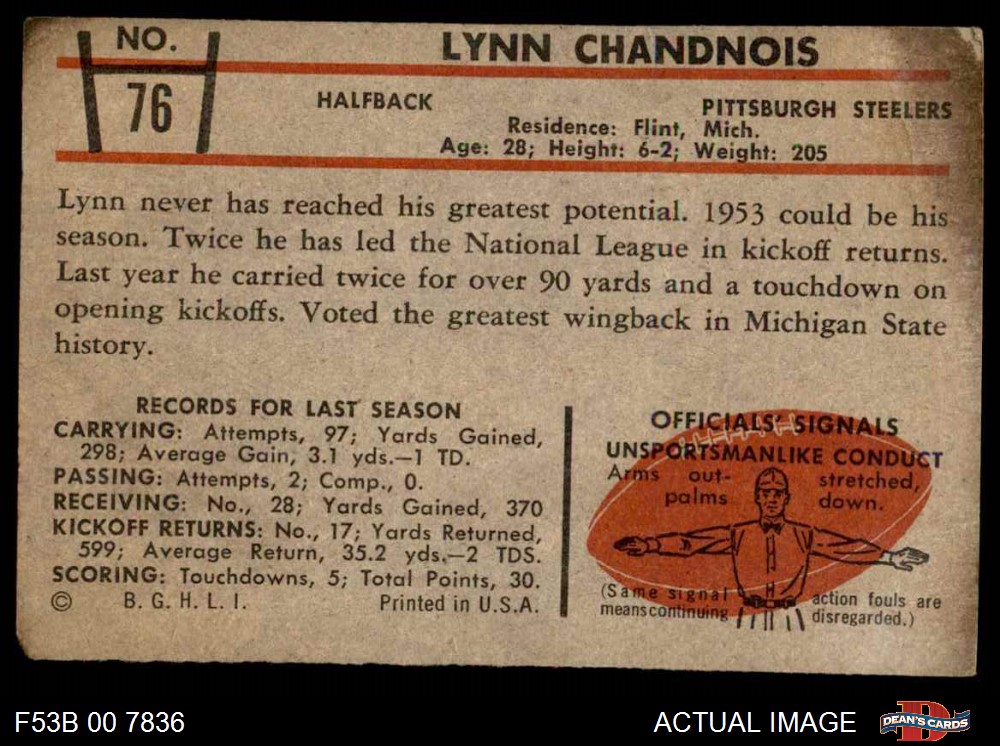 NO.
76
LYNN CHANDNOIS
HALFBACK
PITTSBURGH STEELERS
Residence: Flint, Mich.
Age: 28; Height: 6-2; Weight: 205
Lynn never has reached his greatest potential. 1953 could be his
season. Twice he has led the National League in kickoff returns.
Last year he carried twice for over 90 yards and a touchdown on
opening kickoffs. Voted the greatest wingback in Michigan State
history.
RECORDS FOR LAST SEASON
CARRYING: Attempts, 97; Yards Gained,
298; Average Gain, 3.1 yds.—1 TD.
PASSING: Attempts, 2; Comp., 0.
RECEIVING: No., 28; Yards Gained, 370
KICKOFF RETURNS: No., 17; Yards Returned,
599; Average Return, 35.2 yds.—2 TDS.
SCORING: Touchdowns, 5; Total Points, 30.
© B. G. H. L. I. Printed in U.S.A.
OFFICIALS' SIGNALS
UNSPORTSMANLIKE CONDUCT
Arms out- stretched,
palms down.
(Same signal action fouls are
means continuing disregarded.)
F53B 00 7836
ACTUAL IMAGE
DEAN'S CARDS